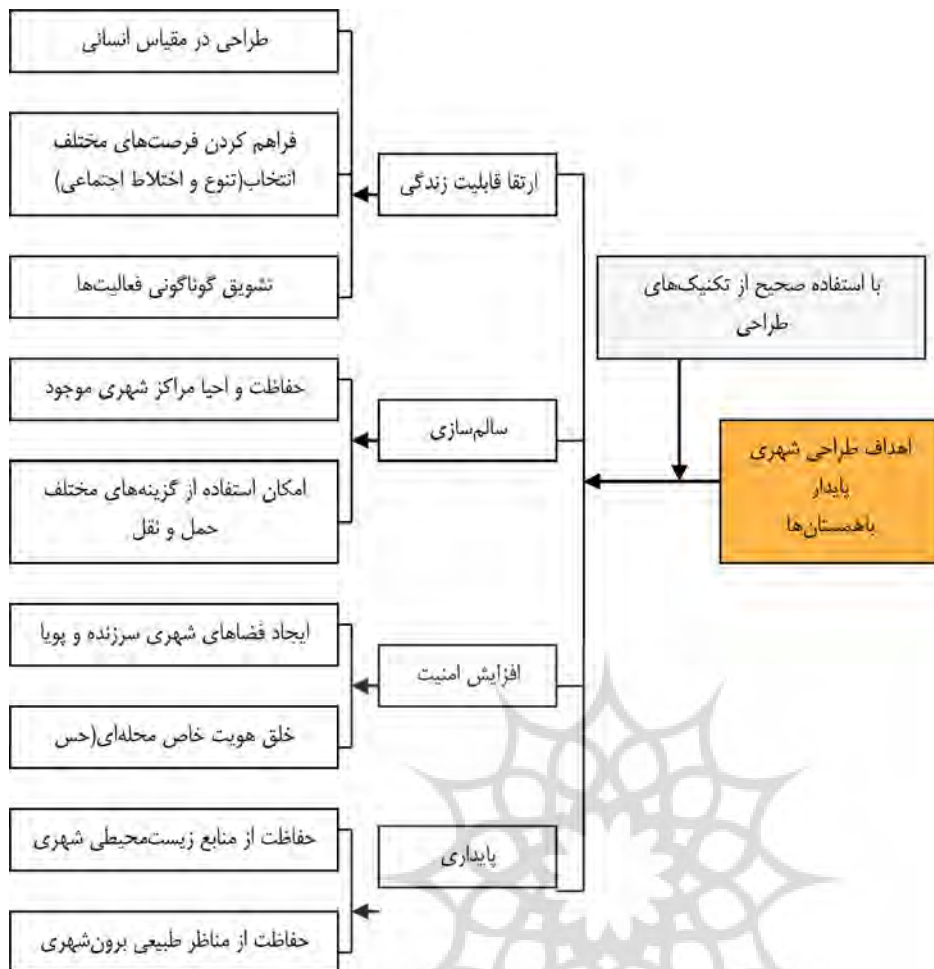 اهداف طراحی شهری
پایدار
باهمستان‌ها
با استفاده صحیح از تکنیک‌های
طراحی
ارتقا قابلیت زندگی
طراحی در مقیاس انسانی
فراهم کردن فرصت‌های مختلف
انتخاب(تنوع و اختلاط اجتماعی)
تشویق گوناگونی فعالیت‌ها
سالم‌سازی
حفاظت و احیا مراکز شهری موجود
امکان استفاده از گزینه‌های مختلف
حمل و نقل
افزایش امنیت
ایجاد فضاهای شهری سرزنده و پویا
خلق هویت خاص محله‌ای(حس
پایداری
حفاظت از منابع زیست‌محیطی شهری
حفاظت از مناظر طبیعی برون‌شهری